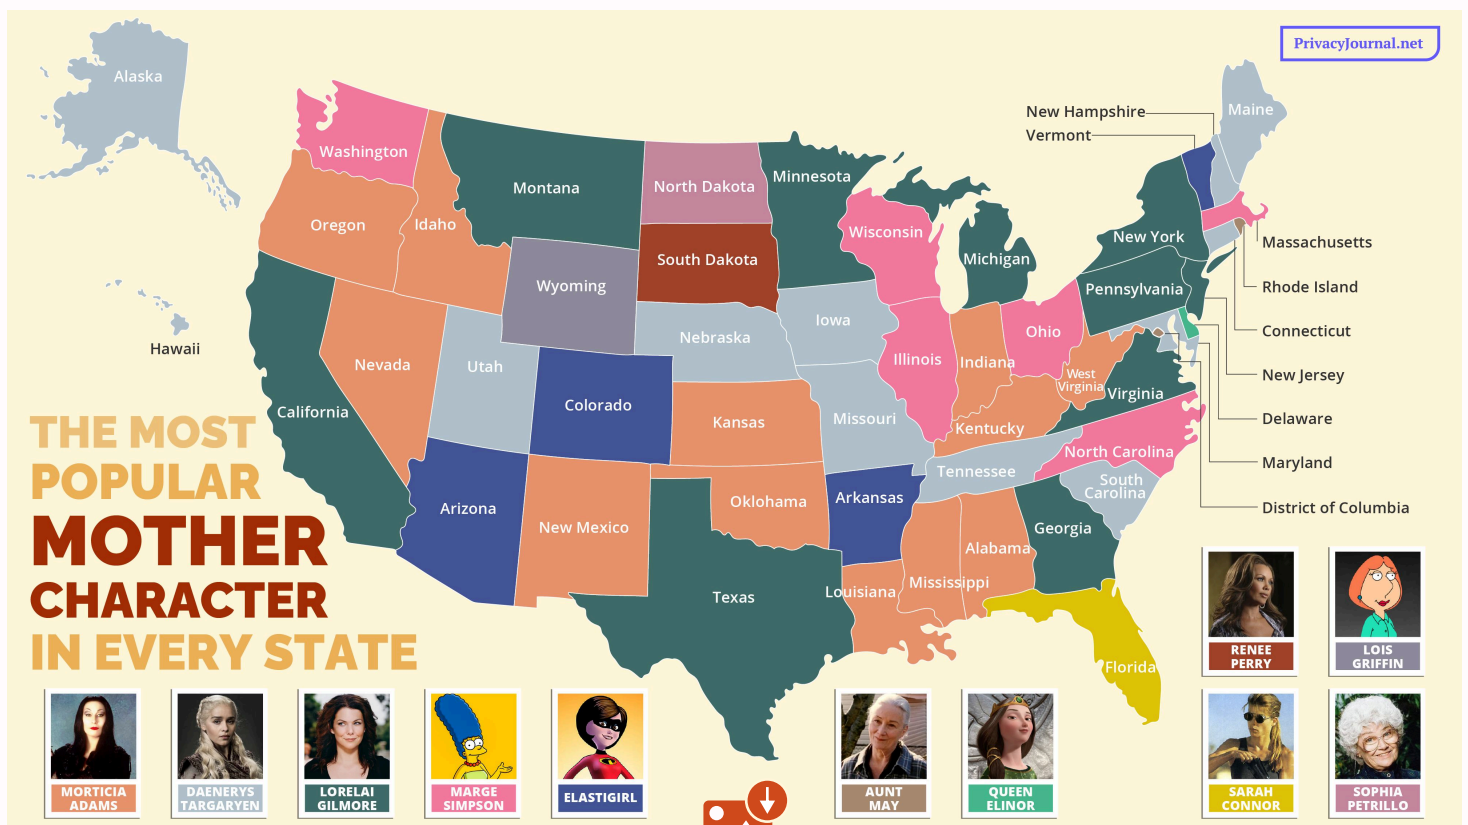 PrivacyJournal.net
Alaska
Maine
New Hampshire
Vermont
Washington
Montana
North Dakota
Minnesota
Oregon
Idaho
Wisconsin
New York
Massachusetts
South Dakota
Michigan
Wyoming
Pennsylvania
Rhode Island
Iowa
Ohio
Connecticut
Hawaii
Nebraska
Illinois
Indiana
Nevada
Utah
West
Virginia
New Jersey
Virginia
California
Colorado
Kansas
Missouri
Kentucky
Delaware
THE MOST
POPULAR
MOTHER
CHARACTER
IN EVERY STATE
North Carolina
Maryland
Tennessee
South
Carolina
Arizona
New Mexico
Oklohama
Arkansas
Georgia
District of Columbia
Alabama
Mississippi
Louisiana
Texas
Florida
RENEE
PERRY
LOIS
GRIFFIN
MORTICIA
ADAMS
DAENERYS
TARGARYEN
LORELAI
GILMORE
MARGE
SIMPSON
ELASTIGIRL
AUNT
MAY
QUEEN
ELINOR
SARAH
CONNOR
SOPHIA
PETRILLO